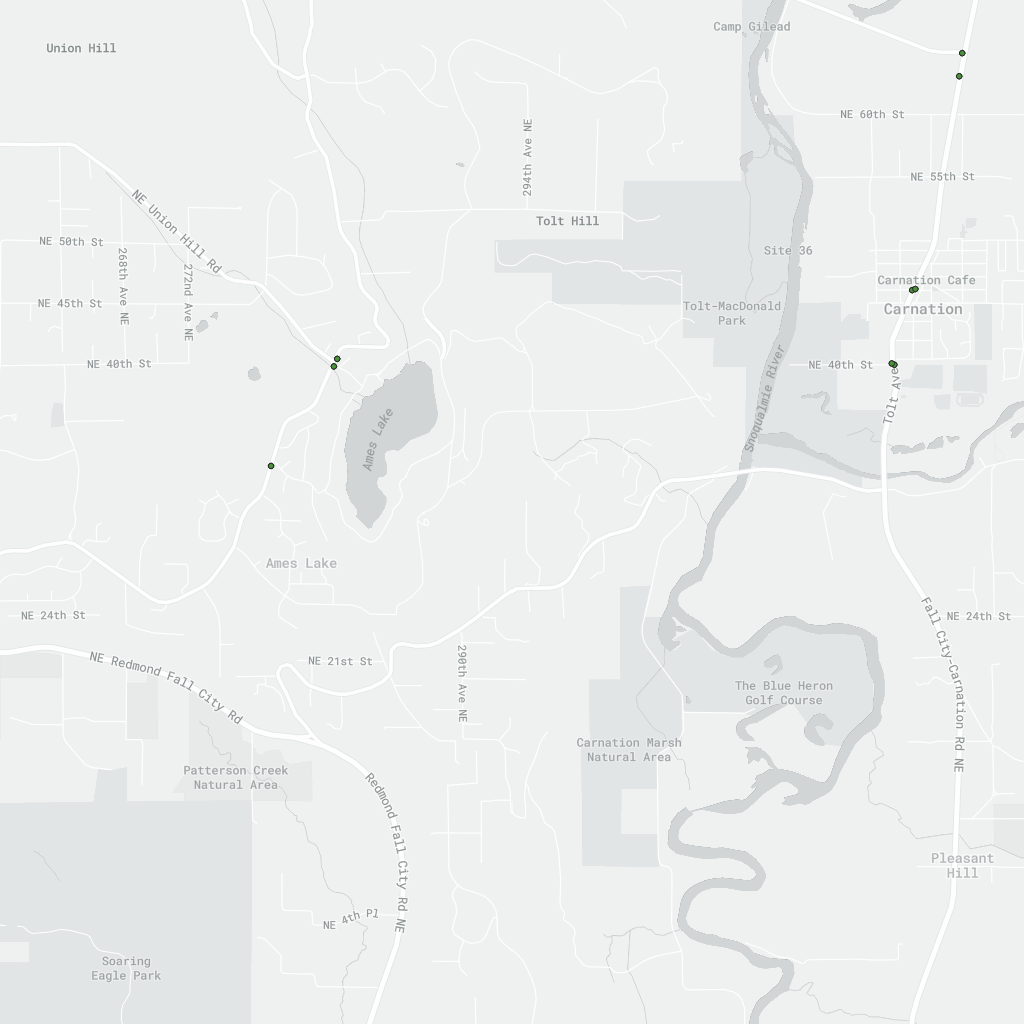 Camp Gilead
Union Hill
NE 60th St
294th Ave NE
NE 55th St
NE Union Hill Rd
Tolt Hill
NE 50th St
268th Ave NE
272nd Ave NE
Site 36
Carnation Cafe
NE 45th St
Tolt-MacDonald
Park
Carnation
NE 40th St
NE 40th St
Snoqualmie River
Tolt Ave
Ames Lake
Ames Lake
NE 24th St
NE 24th St
Fall City-Carnation Rd NE
NE Redmond Fall City Rd
NE 21st St
290th Ave NE
The Blue Heron
Golf Course
Carnation Marsh
Natural Area
Patterson Creek
Natural Area
Redmond Fall City Rd NE
Pleasant
Hill
NE 4th Pl
Soaring
Eagle Park